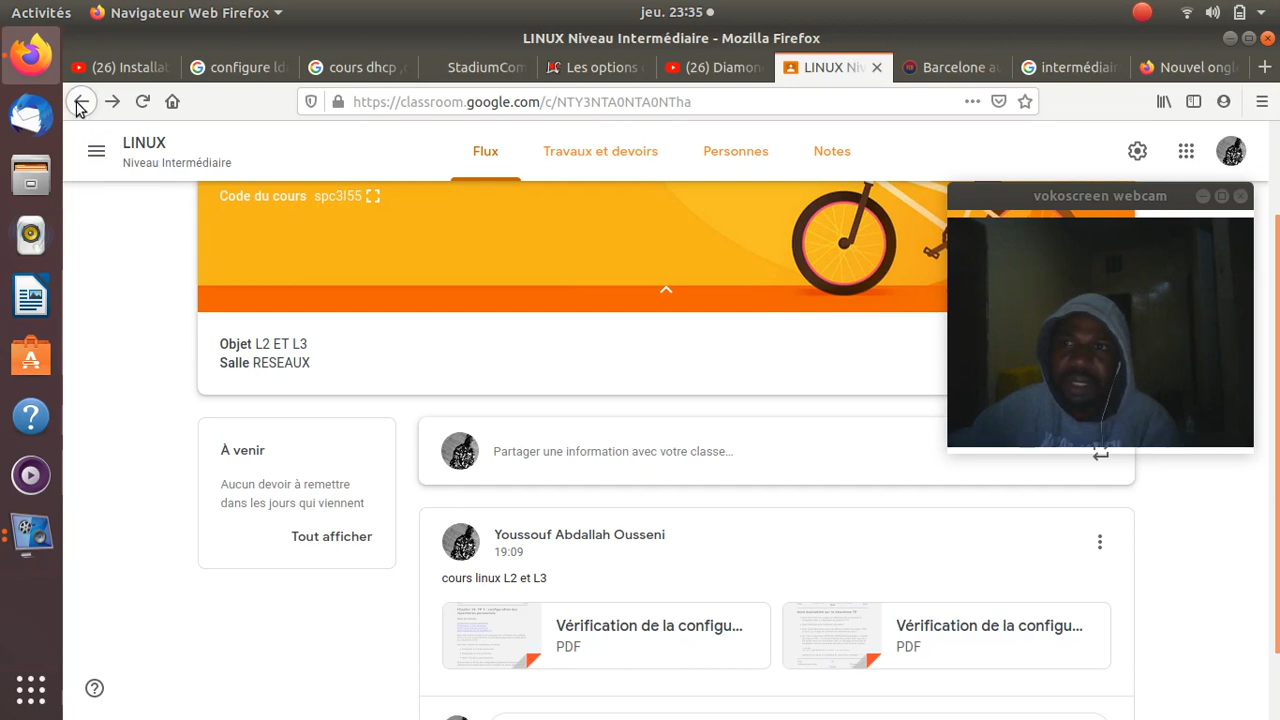 Activités
Navigateur Web Firefox
jeu. 23:35
LINUX Niveau Intermédiaire - Mozilla Firefox
(26) Installat
configure ld
cours dhcp ,
StadiumCom
Les options
(26) Diamon
LINUX Niv
Barcelone au
intermédiai
Nouvel ongle
https://classroom.google.com/c/NTY3NTA0NTA0NTha
LINUX
Niveau Intermédiaire
Flux
Travaux et devoirs
Personnes
Notes
Code du cours spc3l55
vokoscreen webcam
Objet L2 ET L3
Salle RESEAUX
À venir
Aucun devoir à remettre
dans les jours qui viennent
Tout afficher
Partager une information avec votre classe…
Youssouf Abdallah Ousseni
19:09
cours linux L2 et L3
Vérification de la configu...
PDF
Vérification de la configu...
PDF